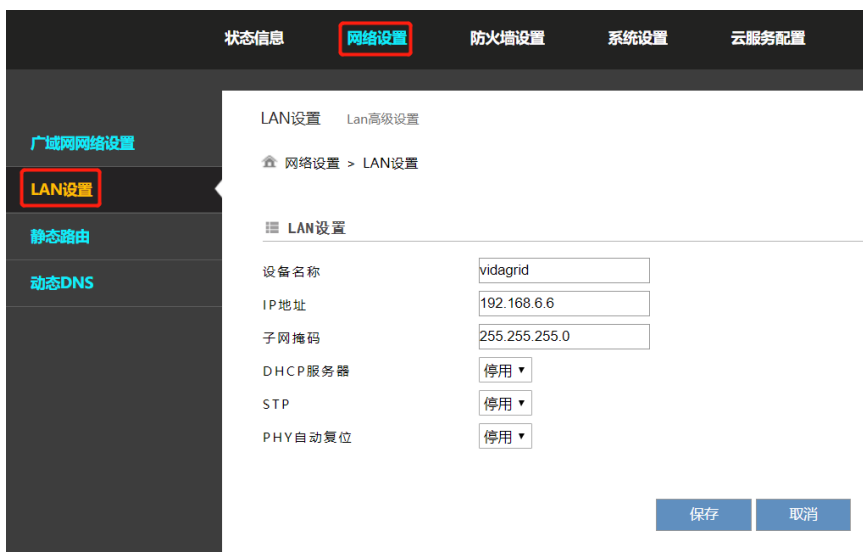 状态信息 网络设置 防火墙设置 系统设置 云服务配置
广域网网络设置
LAN设置
静态路由
动态DNS
LAN设置 Lan高级设置
网络设置 > LAN设置
LAN设置
设备名称 vidagrid
IP地址 192.168.6.6
子网掩码 255.255.255.0
DHCP服务器 停用
STP 停用
PHY自动复位 停用
保存 取消